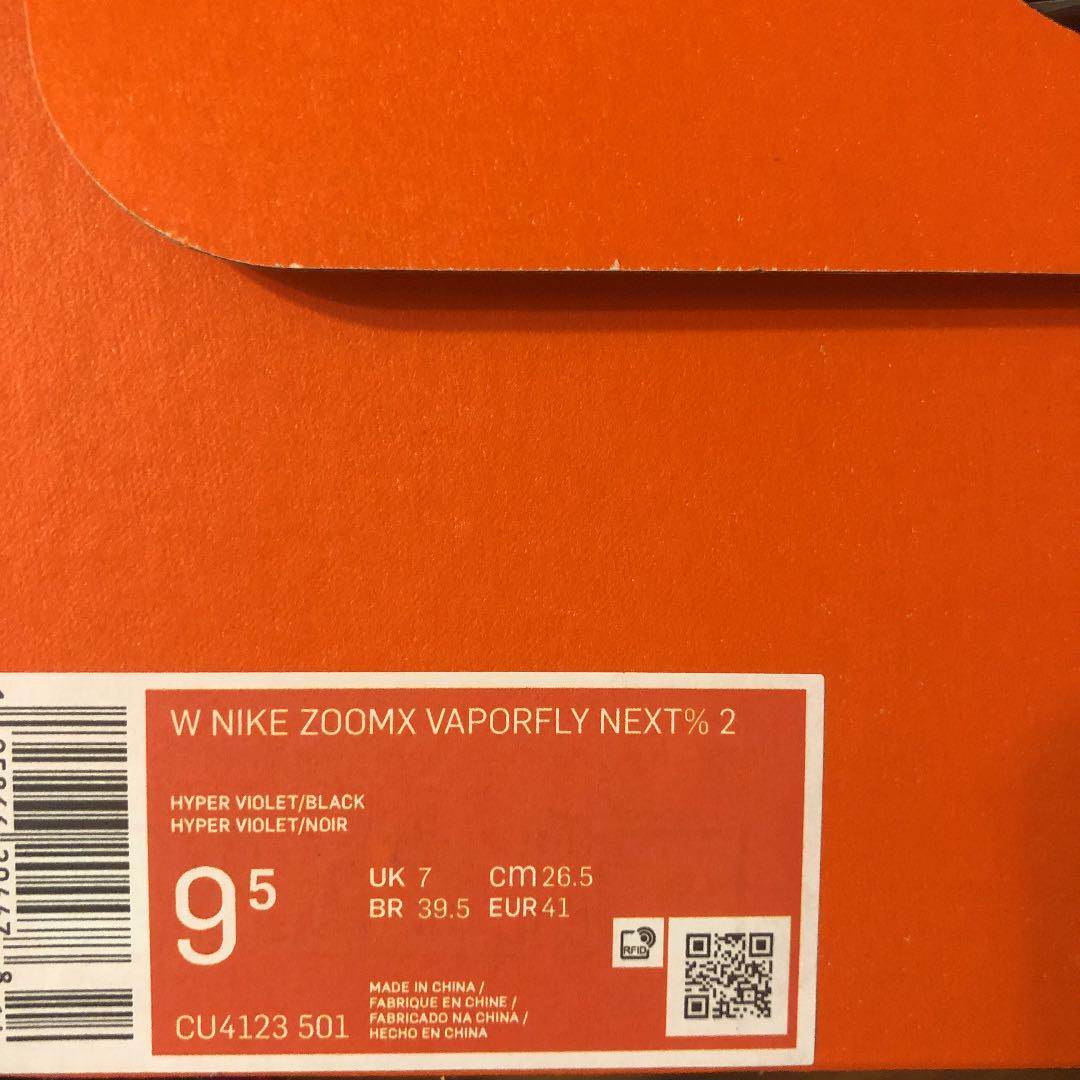 W NIKE ZOOMX VAPORFLY NEXT% 2
HYPER VIOLET/BLACK
HYPER VIOLET/NOIR
9⁵
UK 7 cm 26.5
BR 39.5 EUR 41
RFID
CU4123 501
MADE IN CHINA /
FABRIQUE EN CHINE /
FABRICADO NA CHINA /
HECHO EN CHINA